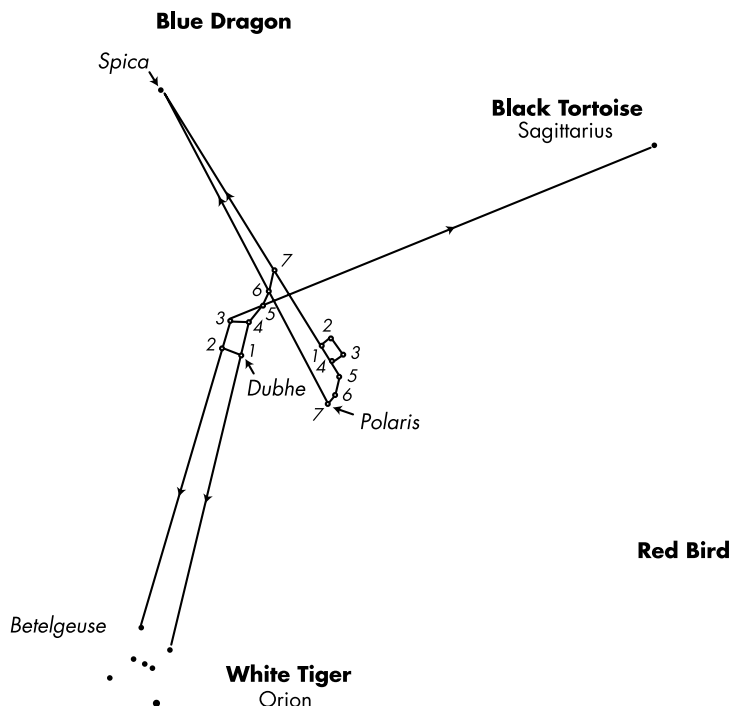 Blue Dragon
Spica
Black Tortoise
Sagittarius
7
6
5
3
4
2
1
Dubhe
2
1
3
4
5
6
7
Polaris
Red Bird
Betelgeuse
White Tiger
Orion